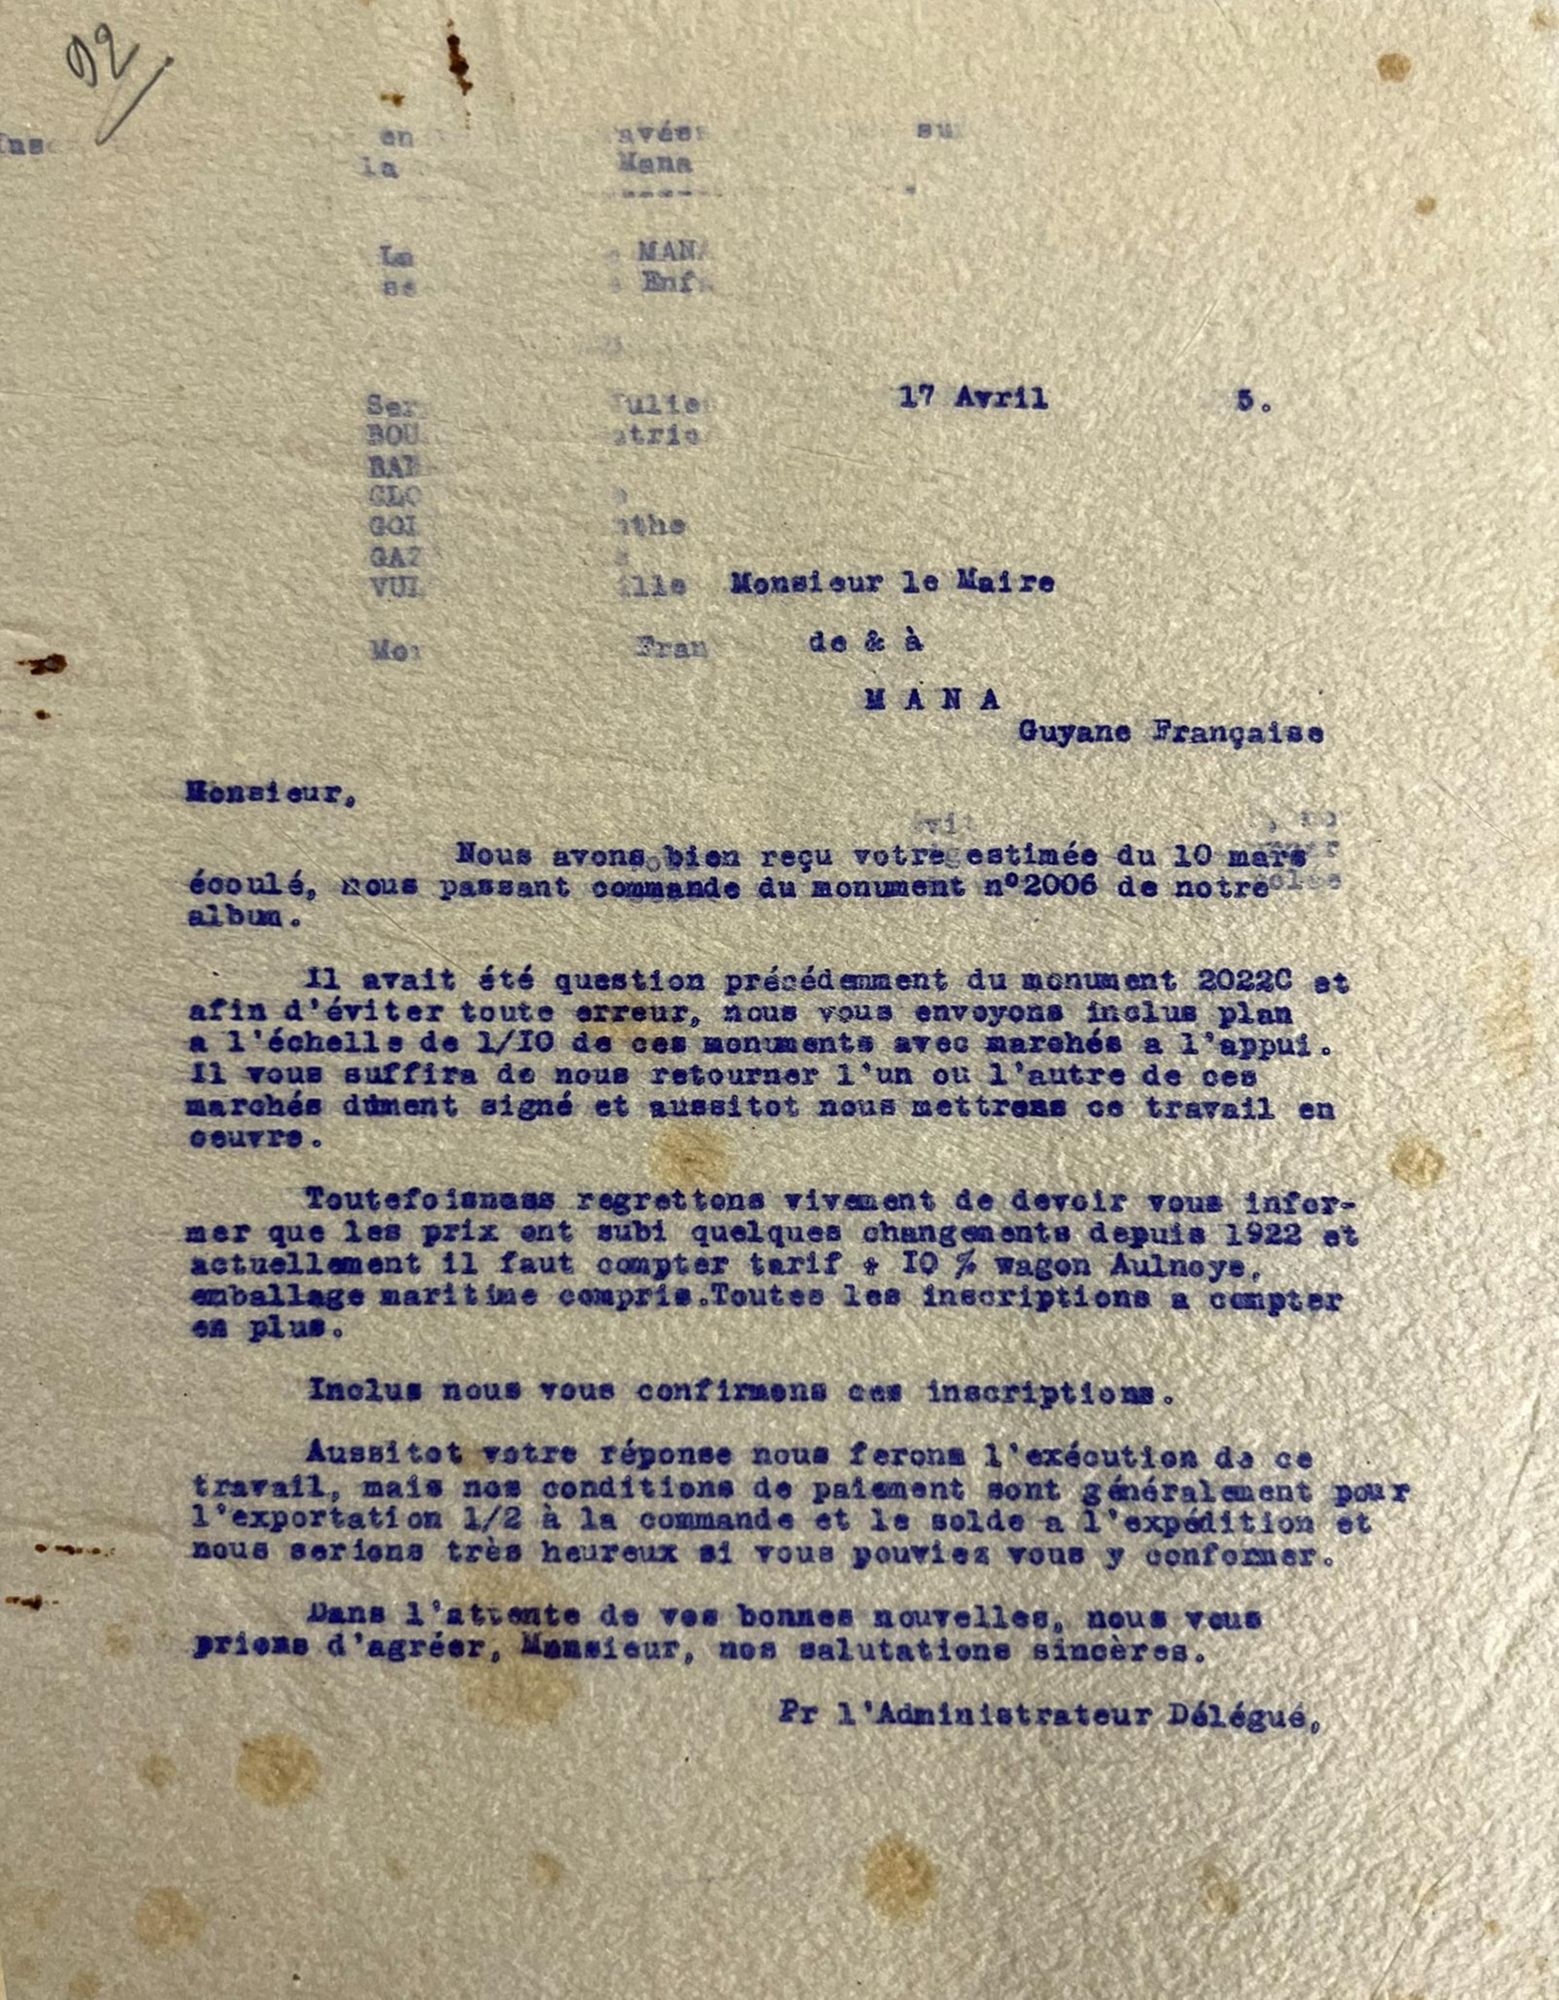 92
en
la Mana
La MANA
se
17 Avril 5.
Monsieur le Maire
de & à
M A N A
Guyane Française
Monsieur,
Nous avons bien reçu votre estimée du 10 mars
écoulé, nous passant commande du monument n°2006 de notre
album.
Il avait été question précédemment du monument 2022C et
afin d'éviter toute erreur, nous vous envoyons inclus plan
a l'échelle de 1/10 de ces monuments avec marchés a l'appui.
Il vous suffira de nous retourner l'un ou l'autre de ces
marchés dûment signé et aussitot nous mettrons ce travail en
oeuvre.
Toutefoisnous regrettons vivement de devoir vous infor-
mer que les prix ont subi quelques changements depuis 1922 et
actuellement il faut compter tarif + 10 % wagon Aulnoye,
emballage maritime compris.Toutes les inscriptions a compter
en plus.
Inclus nous vous confirmons ces inscriptions.
Aussitot votre réponse nous ferons l'exécution de ce
travail, mais nos conditions de paiement sont généralement pour
l'exportation 1/2 à la commande et le solde a l'expédition et
nous serions très heureux si vous pouviez vous y conformer.
Dans l'attente de vos bonnes nouvelles, nous vous
prions d'agréer, Monsieur, nos salutations sincères.
Pr l'Administrateur Délégué,